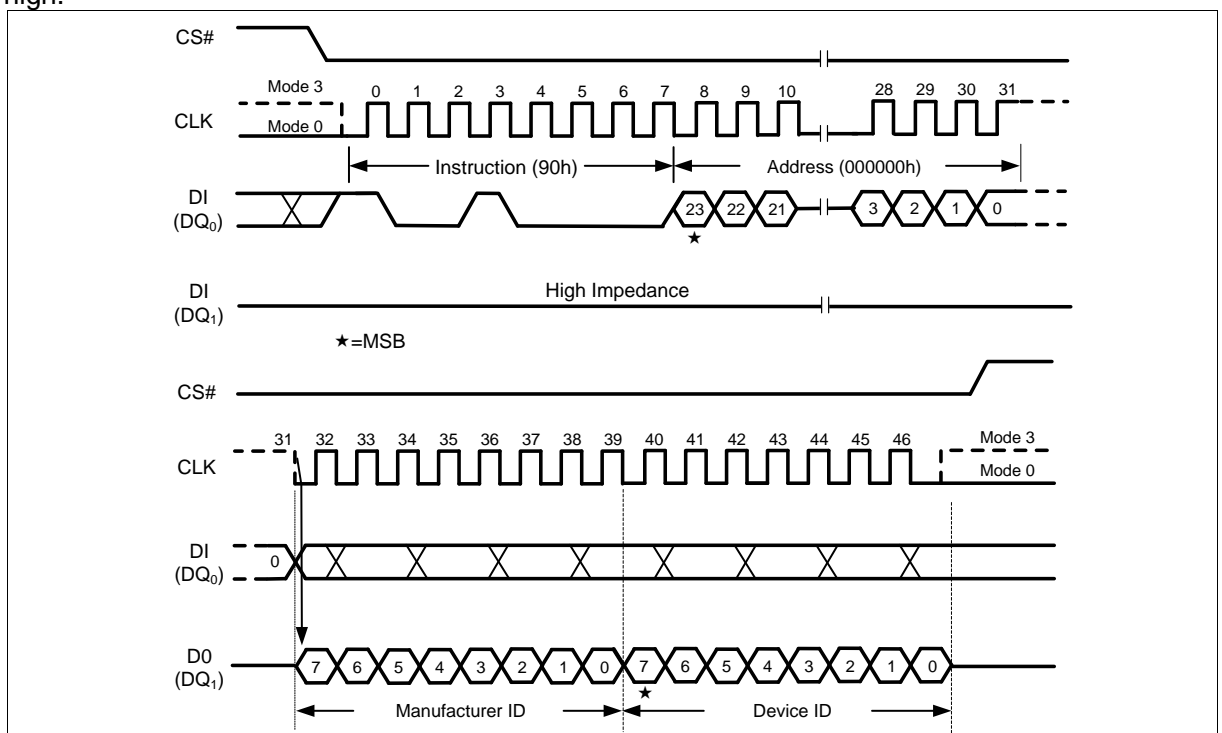 high.
CS#
Mode 3
0 1 2 3 4 5 6 7 8 9 10 28 29 30 31
CLK
Mode 0
Instruction (90h) Address (000000h)
DI
(DQ0)
23 22 21 3 2 1 0
★
DI
(DQ1)
High Impedance
★=MSB
CS#
31 32 33 34 35 36 37 38 39 40 41 42 43 44 45 46
Mode 3
CLK
Mode 0
DI
(DQ0)
0
D0
(DQ1)
7 6 5 4 3 2 1 0 7 6 5 4 3 2 1 0
★
Manufacturer ID Device ID